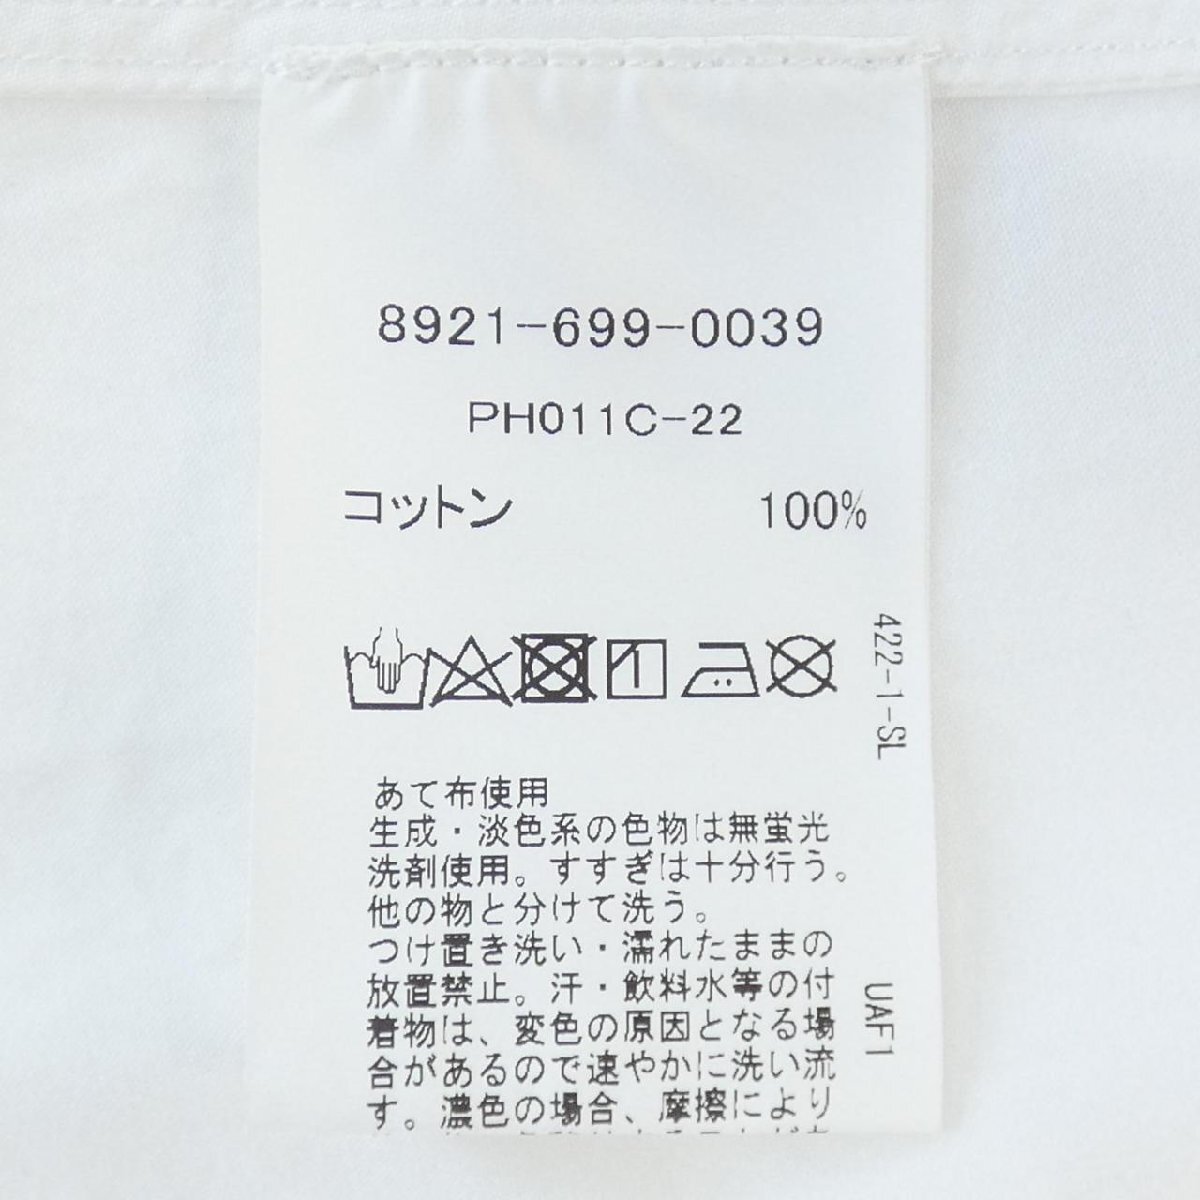 8921-699-0039
PH011C-22
コットン 100%
422-1-SL
あて布使用
生成・淡色系の色物は無蛍光
洗剤使用。すすぎは十分行う。
他の物と分けて洗う。
つけ置き洗い・濡れたままの
放置禁止。汗・飲料水等の付
着物は、変色の原因となる場
合があるので速やかに洗い流
す。濃色の場合、摩擦により
UAF1